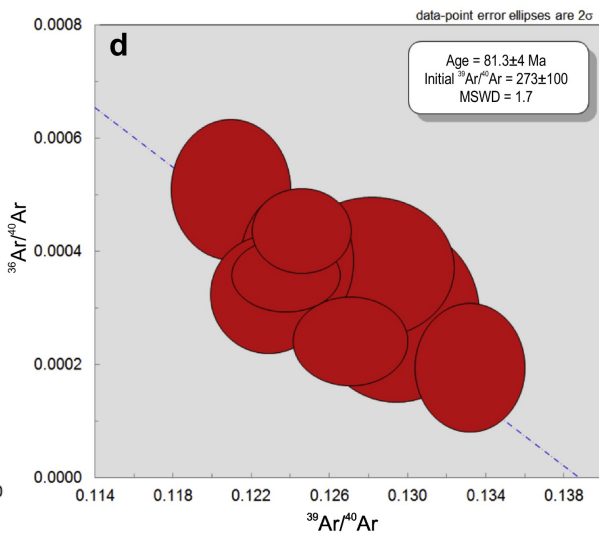 data-point error ellipses are 2σ
d
Age = 81.3±4 Ma
Initial ³⁹Ar/⁴⁰Ar = 273±100
MSWD = 1.7
0.0008
0.0006
0.0004
0.0002
0.0000
³⁶Ar/⁴⁰Ar
0.114 0.118 0.122 0.126 0.130 0.134 0.138
³⁹Ar/⁴⁰Ar